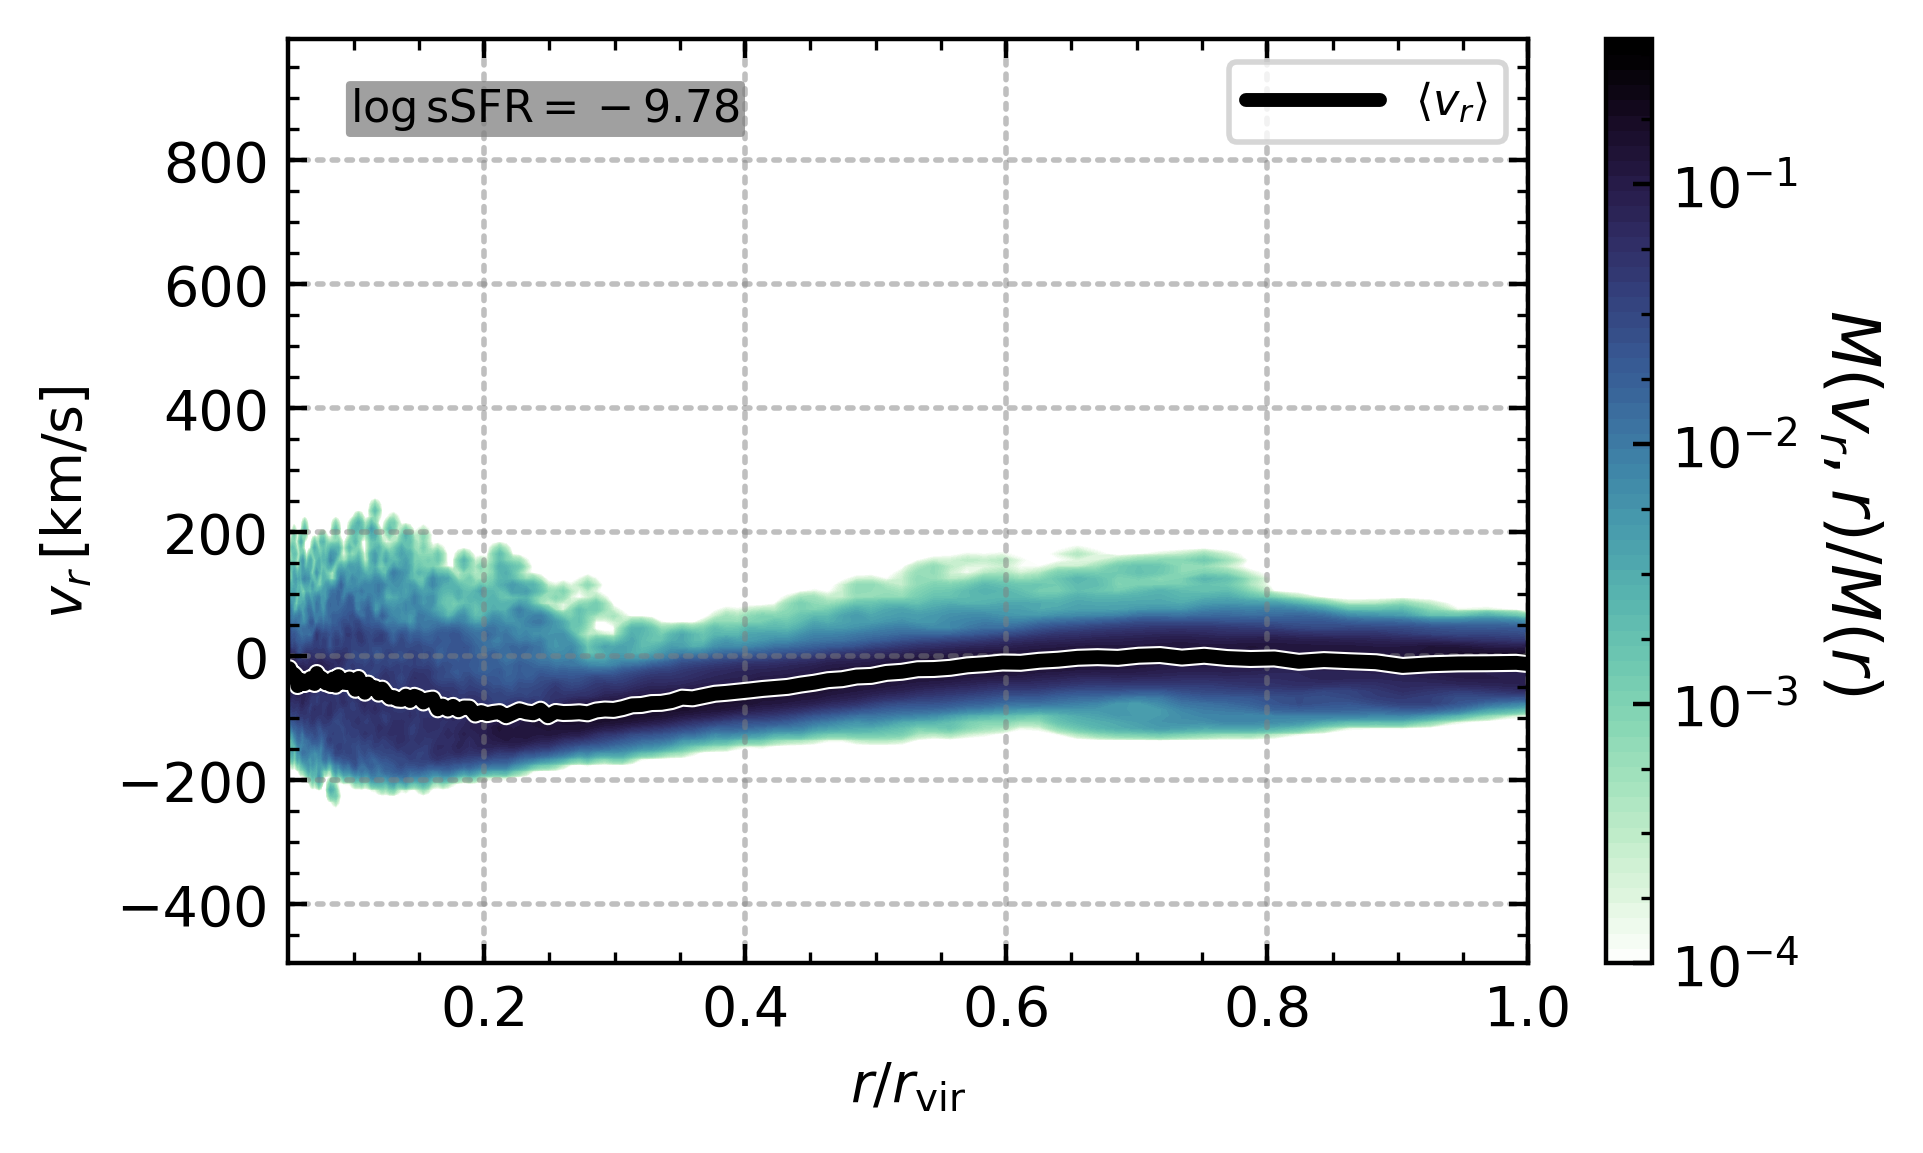 log sSFR = −9.78
⟨v_r⟩
800
600
400
200
0
−200
−400
v_r [km/s]
0.2 0.4 0.6 0.8 1.0
r/r_vir
10⁻¹
10⁻²
10⁻³
10⁻⁴
M(v_r, r)/M(r)